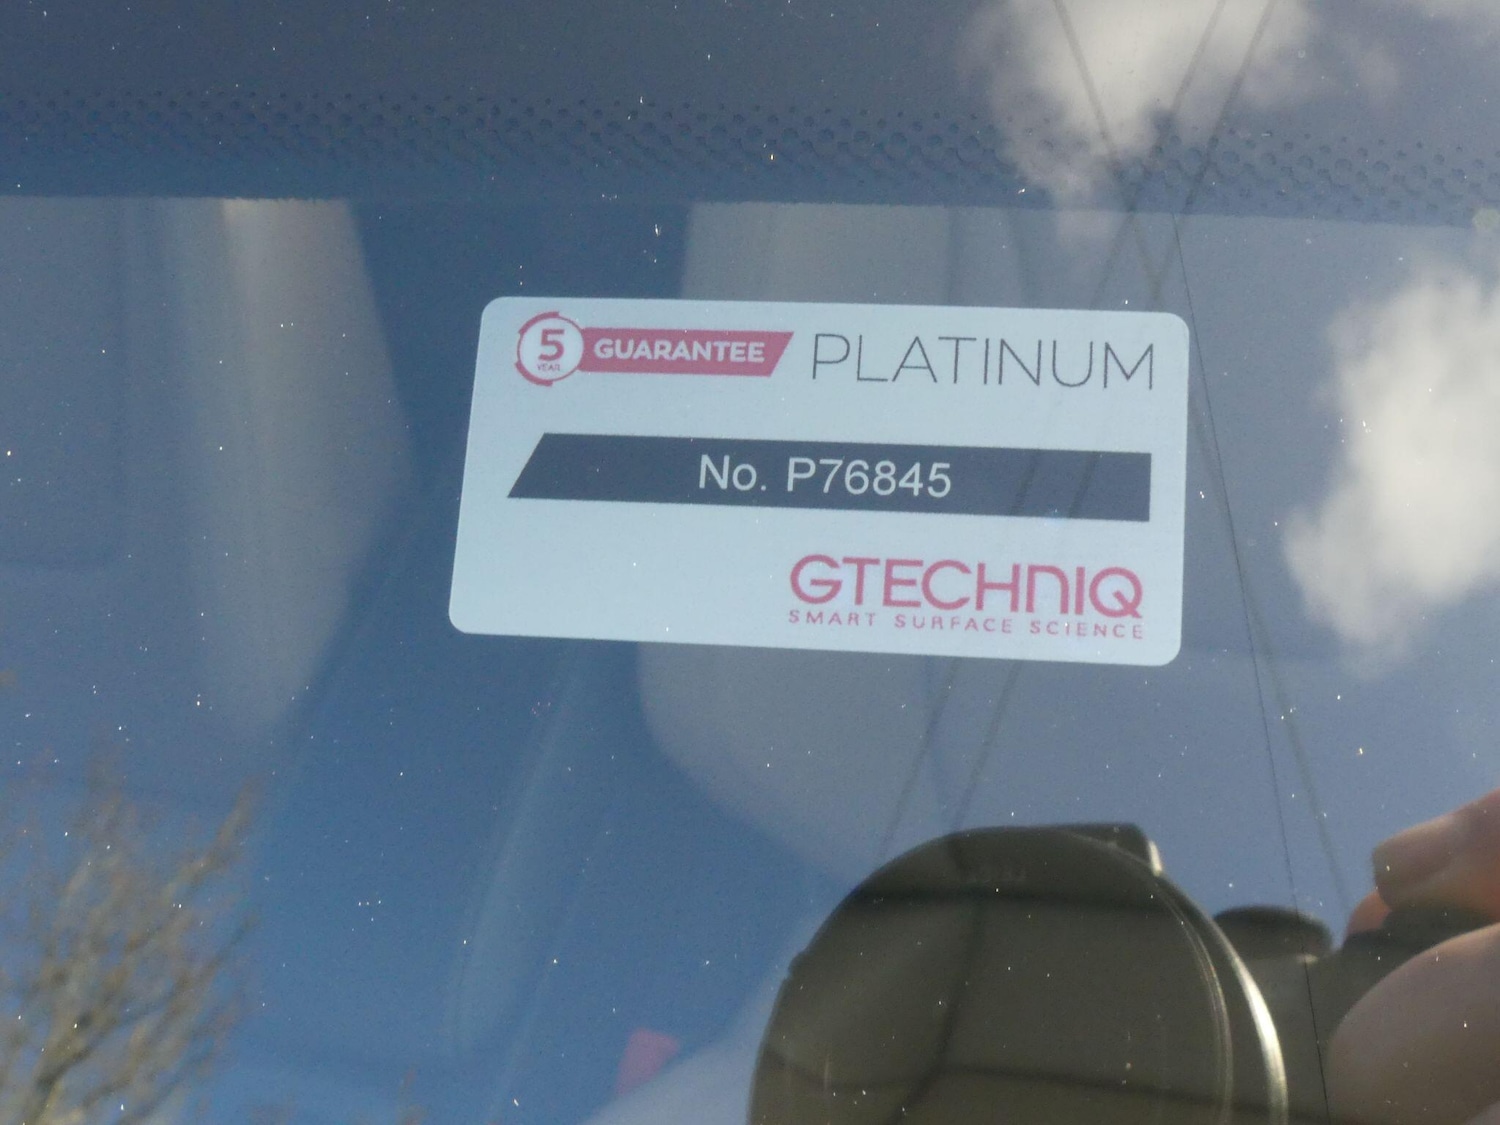 5 YEAR GUARANTEE PLATINUM
No. P76845
GTECHNIQ
SMART SURFACE SCIENCE